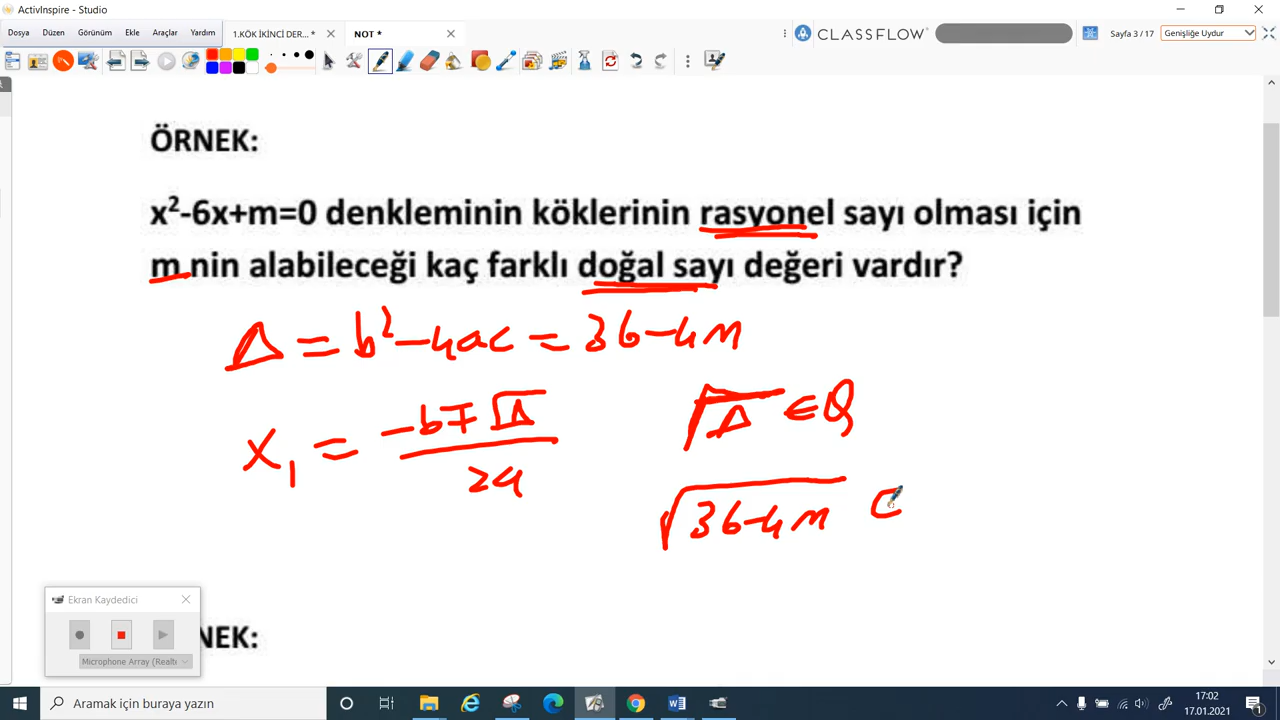 ActivInspire - Studio
Dosya Düzen Görünüm Ekle Araçlar Yardım
1.KÖK İKİNCİ DER... * NOT *
CLASSFLOW
Sayfa 3 / 17
Genişliğe Uydur
ÖRNEK:
x²-6x+m=0 denkleminin köklerinin rasyonel sayı olması için
m nin alabileceği kaç farklı doğal sayı değeri vardır?
Δ = b²-4ac = 36-4m
x₁ = (-b∓√Δ)/2a
√Δ ∈ Q
√36-4m
Ekran Kaydedici
Microphone Array (Realte
NEK:
Aramak için buraya yazın
17:02
17.01.2021